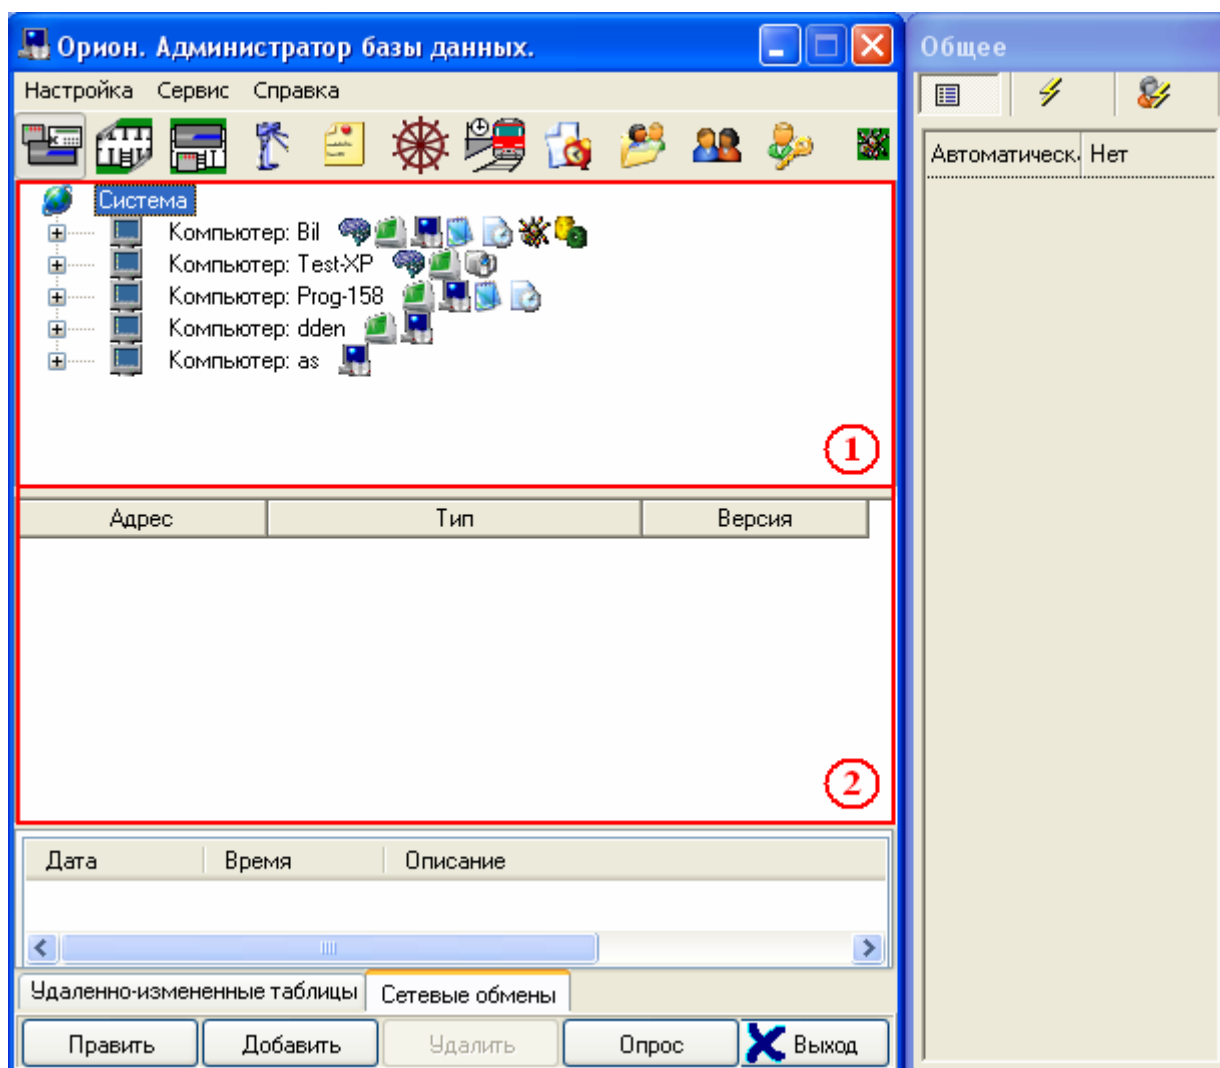 Орион. Администратор базы данных.
Общее
Настройка Сервис Справка
Автоматическ Нет
Система
Компьютер: Bil
Компьютер: Test-XP
Компьютер: Prog-158
Компьютер: dden
Компьютер: as
1
Адрес Тип Версия
2
Дата Время Описание
Удаленно-измененные таблицы Сетевые обмены
Править Добавить Удалить Опрос Выход